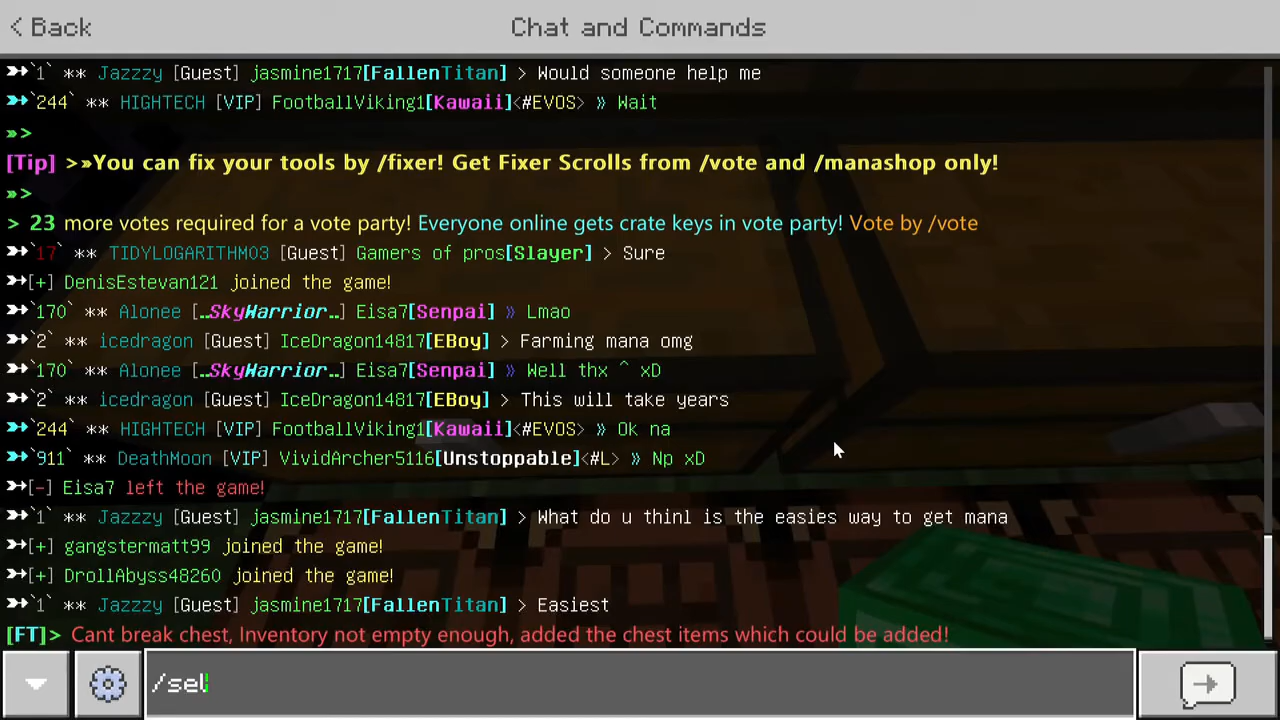 < Back
Chat and Commands
➳`1` ** Jazzzy [Guest] jasmine1717[FallenTitan] > Would someone help me
➳`244` ** HIGHTECH [VIP] FootballViking1[Kawaii]<#EVOS> » Wait
»>
[Tip] >»You can fix your tools by /fixer! Get Fixer Scrolls from /vote and /manashop only!
»>
> 23 more votes required for a vote party! Everyone online gets crate keys in vote party! Vote by /vote
➳`17` ** TIDYLOGARITHM03 [Guest] Gamers of pros[Slayer] > Sure
➳[+] DenisEstevan121 joined the game!
➳`170` ** Alonee [..SkyWarrior..] Eisa7[Senpai] » Lmao
➳`2` ** icedragon [Guest] IceDragon14817[EBoy] > Farming mana omg
➳`170` ** Alonee [..SkyWarrior..] Eisa7[Senpai] » Well thx ^ xD
➳`2` ** icedragon [Guest] IceDragon14817[EBoy] > This will take years
➳`244` ** HIGHTECH [VIP] FootballViking1[Kawaii]<#EVOS> » Ok na
➳`911` ** DeathMoon [VIP] VividArcher5116[Unstoppable]<#L> » Np xD
➳[-] Eisa7 left the game!
➳`1` ** Jazzzy [Guest] jasmine1717[FallenTitan] > What do u thinl is the easies way to get mana
➳[+] gangstermatt99 joined the game!
➳[+] DrollAbyss48260 joined the game!
➳`1` ** Jazzzy [Guest] jasmine1717[FallenTitan] > Easiest
[FT]> Cant break chest, Inventory not empty enough, added the chest items which could be added!
/sel